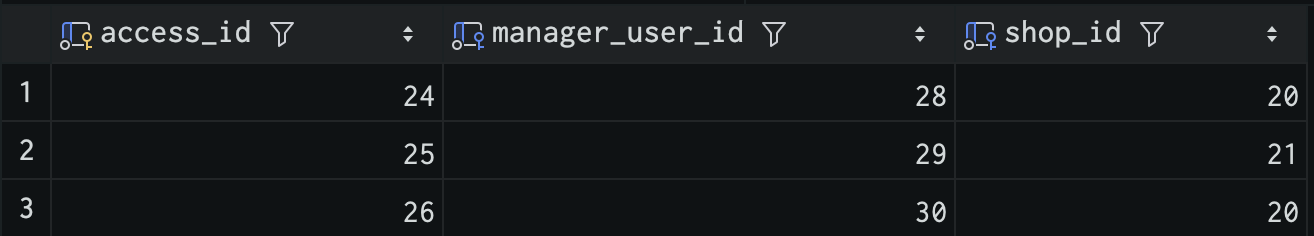 access_id manager_user_id shop_id
1 24 28 20
2 25 29 21
3 26 30 20